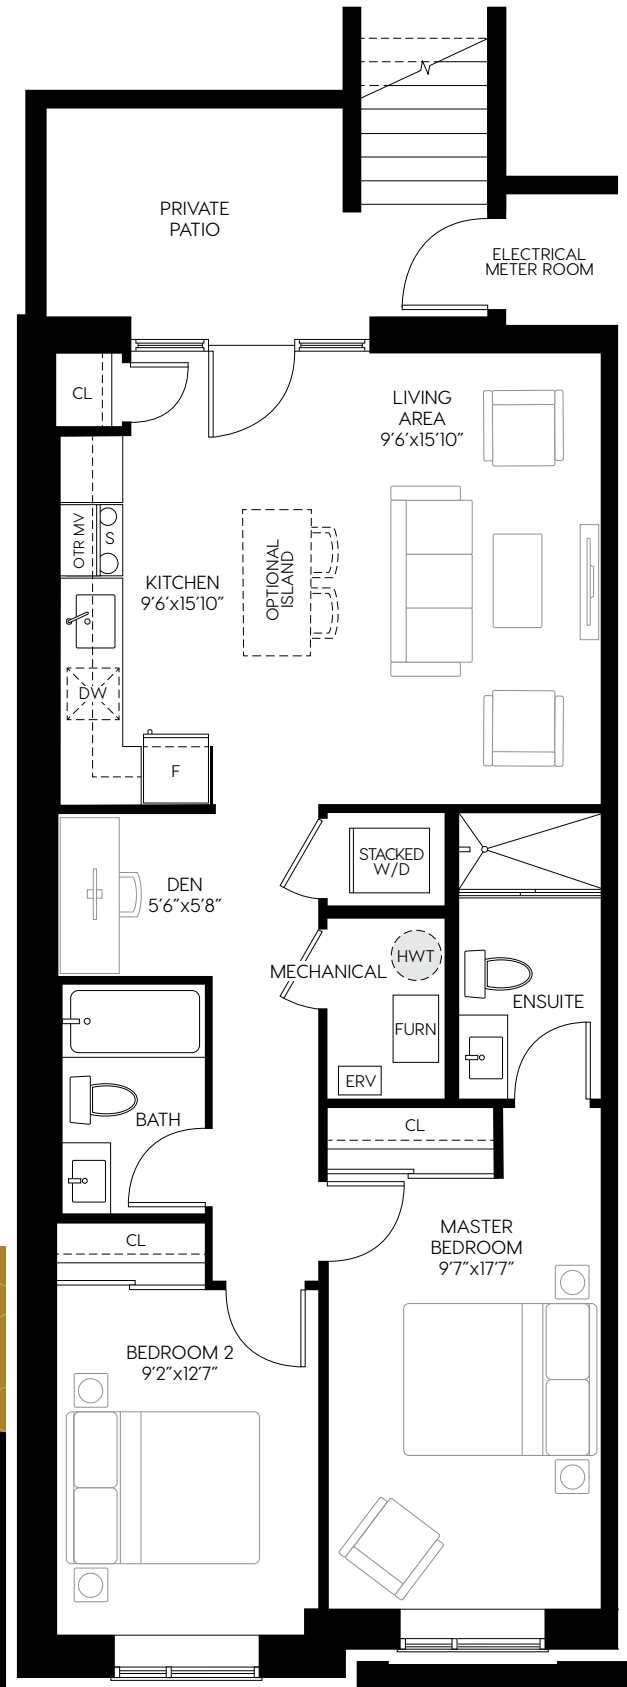 PRIVATE
PATIO
ELECTRICAL
METER ROOM
CL
LIVING
AREA
9'6"x15'10"
OTR MV
S
KITCHEN
9'6"x15'10"
OPTIONAL
ISLAND
DW
F
STACKED
W/D
DEN
5'6"x5'8"
MECHANICAL
HWT
ENSUITE
FURN
ERV
BATH
CL
CL
MASTER
BEDROOM
9'7"x17'7"
BEDROOM 2
9'2"x12'7"